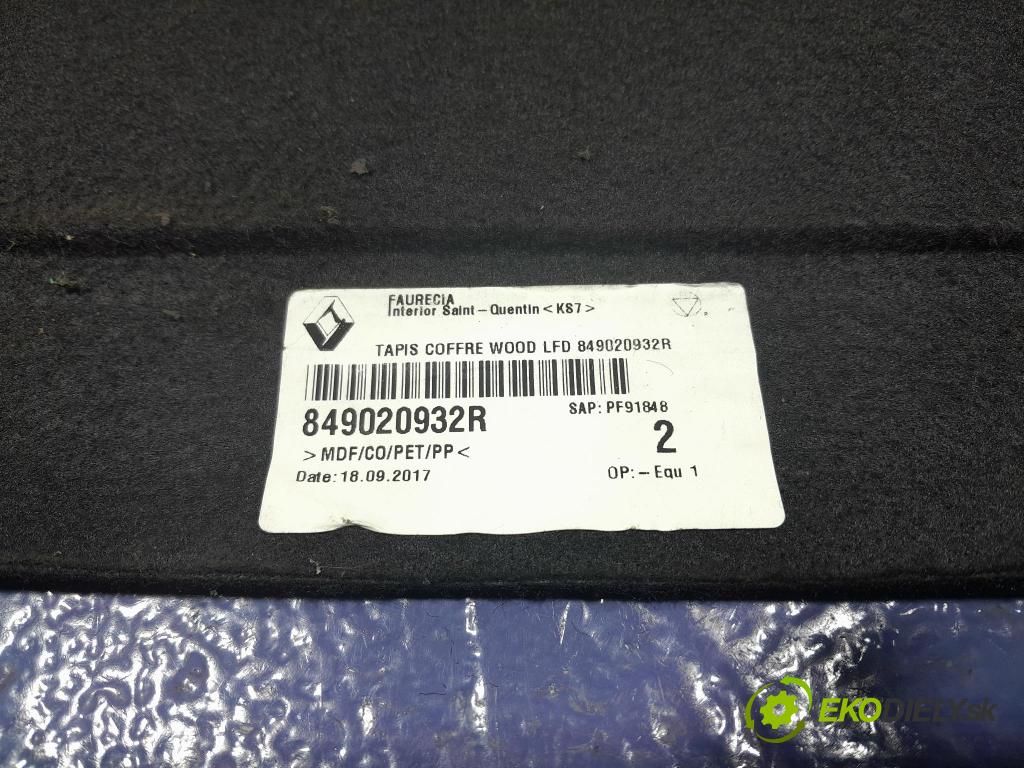 FAURECIA
Interior Saint-Quentin <KS7>
TAPIS COFFRE WOOD LFD 849020932R
849020932R
SAP: PF91848
2
>MDF/CO/PET/PP<
Date: 18.09.2017
OP: - Equ 1
EKODIELY.sk